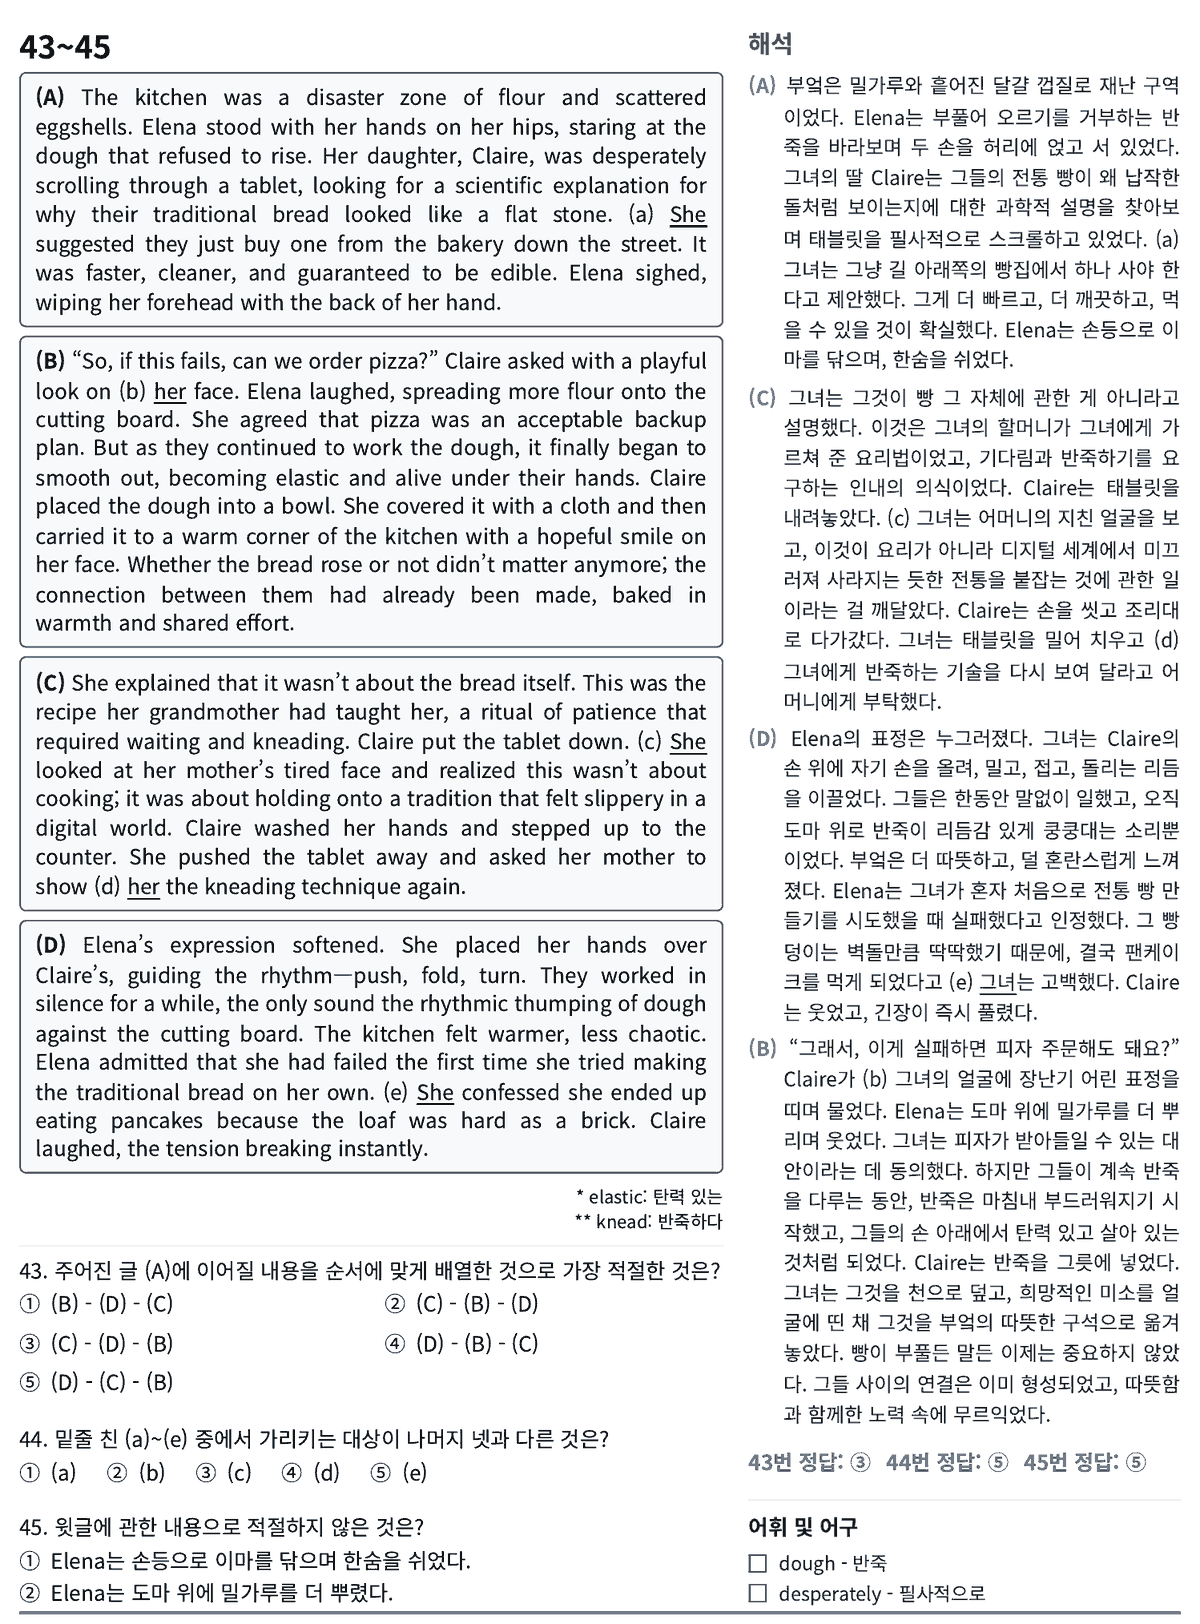 43~45
(A) The kitchen was a disaster zone of flour and scattered
eggshells. Elena stood with her hands on her hips, staring at the
dough that refused to rise. Her daughter, Claire, was desperately
scrolling through a tablet, looking for a scientific explanation for
why their traditional bread looked like a flat stone. (a) She
suggested they just buy one from the bakery down the street. It
was faster, cleaner, and guaranteed to be edible. Elena sighed,
wiping her forehead with the back of her hand.
(B) “So, if this fails, can we order pizza?” Claire asked with a playful
look on (b) her face. Elena laughed, spreading more flour onto the
cutting board. She agreed that pizza was an acceptable backup
plan. But as they continued to work the dough, it finally began to
smooth out, becoming elastic and alive under their hands. Claire
placed the dough into a bowl. She covered it with a cloth and then
carried it to a warm corner of the kitchen with a hopeful smile on
her face. Whether the bread rose or not didn’t matter anymore; the
connection between them had already been made, baked in
warmth and shared effort.
(C) She explained that it wasn’t about the bread itself. This was the
recipe her grandmother had taught her, a ritual of patience that
required waiting and kneading. Claire put the tablet down. (c) She
looked at her mother’s tired face and realized this wasn’t about
cooking; it was about holding onto a tradition that felt slippery in a
digital world. Claire washed her hands and stepped up to the
counter. She pushed the tablet away and asked her mother to
show (d) her the kneading technique again.
(D) Elena’s expression softened. She placed her hands over
Claire’s, guiding the rhythm—push, fold, turn. They worked in
silence for a while, the only sound the rhythmic thumping of dough
against the cutting board. The kitchen felt warmer, less chaotic.
Elena admitted that she had failed the first time she tried making
the traditional bread on her own. (e) She confessed she ended up
eating pancakes because the loaf was hard as a brick. Claire
laughed, the tension breaking instantly.
* elastic: 탄력 있는
** knead: 반죽하다
43. 주어진 글 (A)에 이어질 내용을 순서에 맞게 배열한 것으로 가장 적절한 것은?
① (B) - (D) - (C)
② (C) - (B) - (D)
③ (C) - (D) - (B)
④ (D) - (B) - (C)
⑤ (D) - (C) - (B)
44. 밑줄 친 (a)~(e) 중에서 가리키는 대상이 나머지 넷과 다른 것은?
① (a) ② (b) ③ (c) ④ (d) ⑤ (e)
45. 윗글에 관한 내용으로 적절하지 않은 것은?
① Elena는 손등으로 이마를 닦으며 한숨을 쉬었다.
② Elena는 도마 위에 밀가루를 더 뿌렸다.
해석
(A) 부엌은 밀가루와 흩어진 달걀 껍질로 재난 구역
이었다. Elena는 부풀어 오르기를 거부하는 반
죽을 바라보며 두 손을 허리에 얹고 서 있었다.
그녀의 딸 Claire는 그들의 전통 빵이 왜 납작한
돌처럼 보이는지에 대한 과학적 설명을 찾아보
며 태블릿을 필사적으로 스크롤하고 있었다. (a)
그녀는 그냥 길 아래쪽의 빵집에서 하나 사야 한
다고 제안했다. 그게 더 빠르고, 더 깨끗하고, 먹
을 수 있을 것이 확실했다. Elena는 손등으로 이
마를 닦으며, 한숨을 쉬었다.
(C) 그녀는 그것이 빵 그 자체에 관한 게 아니라고
설명했다. 이것은 그녀의 할머니가 그녀에게 가
르쳐 준 요리법이었고, 기다림과 반죽하기를 요
구하는 인내의 의식이었다. Claire는 태블릿을
내려놓았다. (c) 그녀는 어머니의 지친 얼굴을 보
고, 이것이 요리가 아니라 디지털 세계에서 미끄
러져 사라지는 듯한 전통을 붙잡는 것에 관한 일
이라는 걸 깨달았다. Claire는 손을 씻고 조리대
로 다가갔다. 그녀는 태블릿을 밀어 치우고 (d)
그녀에게 반죽하는 기술을 다시 보여 달라고 어
머니에게 부탁했다.
(D) Elena의 표정은 누그러졌다. 그녀는 Claire의
손 위에 자기 손을 올려, 밀고, 접고, 돌리는 리듬
을 이끌었다. 그들은 한동안 말없이 일했고, 오직
도마 위로 반죽이 리듬감 있게 쿵쿵대는 소리뿐
이었다. 부엌은 더 따뜻하고, 덜 혼란스럽게 느껴
졌다. Elena는 그녀가 혼자 처음으로 전통 빵 만
들기를 시도했을 때 실패했다고 인정했다. 그 빵
덩이는 벽돌만큼 딱딱했기 때문에, 결국 팬케이
크를 먹게 되었다고 (e) 그녀는 고백했다. Claire
는 웃었고, 긴장이 즉시 풀렸다.
(B) “그래서, 이게 실패하면 피자 주문해도 돼요?”
Claire가 (b) 그녀의 얼굴에 장난기 어린 표정을
띠며 물었다. Elena는 도마 위에 밀가루를 더 뿌
리며 웃었다. 그녀는 피자가 받아들일 수 있는 대
안이라는 데 동의했다. 하지만 그들이 계속 반죽
을 다루는 동안, 반죽은 마침내 부드러워지기 시
작했고, 그들의 손 아래에서 탄력 있고 살아 있는
것처럼 되었다. Claire는 반죽을 그릇에 넣었다.
그녀는 그것을 천으로 덮고, 희망적인 미소를 얼
굴에 띤 채 그것을 부엌의 따뜻한 구석으로 옮겨
놓았다. 빵이 부풀든 말든 이제는 중요하지 않았
다. 그들 사이의 연결은 이미 형성되었고, 따뜻함
과 함께한 노력 속에 무르익었다.
43번 정답: ③ 44번 정답: ⑤ 45번 정답: ⑤
어휘 및 어구
□ dough - 반죽
□ desperately - 필사적으로